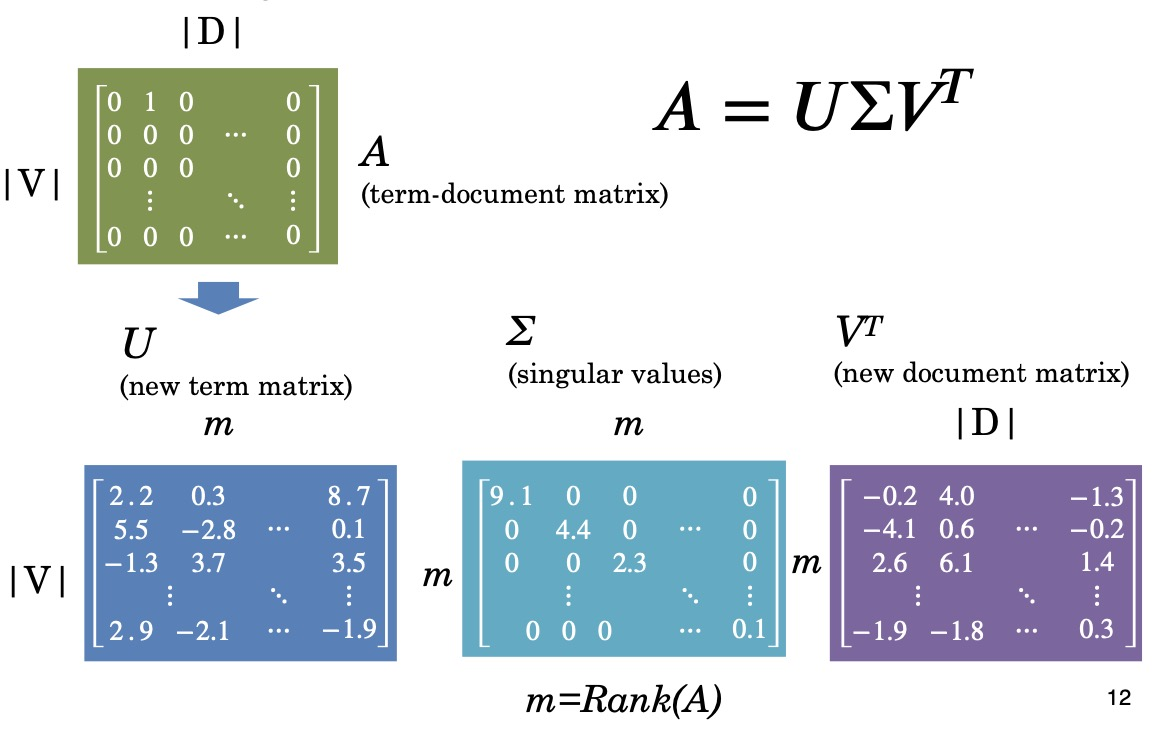 |D|
A = UΣVᵀ
0 1 0 0
0 0 0 ⋯ 0
0 0 0 0
⋮ ⋱ ⋮
0 0 0 ⋯ 0
|V|
A
(term-document matrix)
U
(new term matrix)
m
|V|
2.2 0.3 8.7
5.5 −2.8 ⋯ 0.1
−1.3 3.7 3.5
⋮ ⋱ ⋮
2.9 −2.1 ⋯ −1.9
Σ
(singular values)
m
m
9.1 0 0 0
0 4.4 0 ⋯ 0
0 0 2.3 0
⋮ ⋱ ⋮
0 0 0 ⋯ 0.1
Vᵀ
(new document matrix)
|D|
m
−0.2 4.0 −1.3
−4.1 0.6 ⋯ −0.2
2.6 6.1 1.4
⋮ ⋱ ⋮
−1.9 −1.8 ⋯ 0.3
m=Rank(A)
12